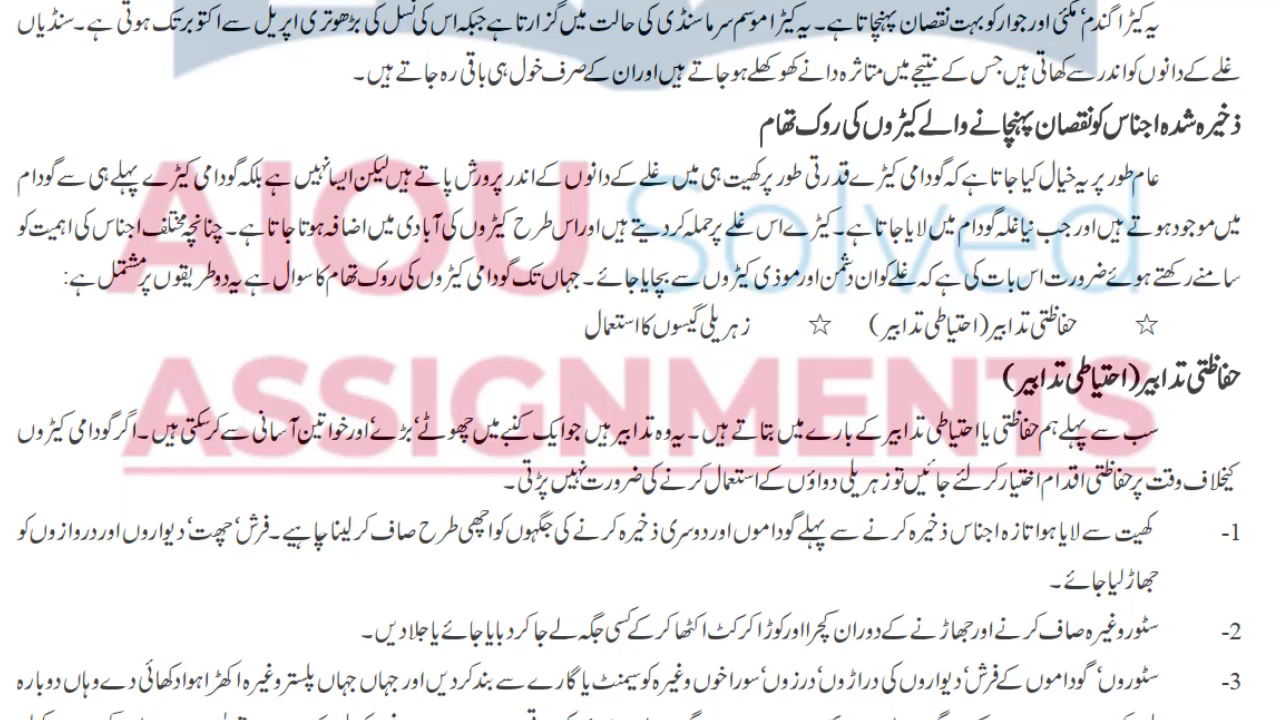 یہ کیڑا گندم‘ مکئی اور جوار کو بہت نقصان پہنچاتا ہے۔ یہ کیڑا موسم سرما سنڈی کی حالت میں گزارتا ہے جبکہ اس کی نسل کی بڑھوتری اپریل سے اکتوبر تک ہوتی ہے۔ سنڈیاں
غلے کے دانوں کو اندر سے کھاتی ہیں جس کے نتیجے میں متاثرہ دانے کھوکھلے ہو جاتے ہیں اور ان کے صرف خول ہی باقی رہ جاتے ہیں۔
ذخیرہ شدہ اجناس کو نقصان پہنچانے والے کیڑوں کی روک تھام
عام طور پر یہ خیال کیا جاتا ہے کہ گودامی کیڑے قدرتی طور پر کھیت ہی میں غلے کے دانوں کے اندر پرورش پاتے ہیں لیکن ایسا نہیں ہے بلکہ گودامی کیڑے پہلے ہی سے گودام
میں موجود ہوتے ہیں اور جب نیا غلہ گودام میں لایا جاتا ہے۔ کیڑے اس غلے پر حملہ کر دیتے ہیں اور اس طرح کیڑوں کی آبادی میں اضافہ ہوتا جاتا ہے۔ چنانچہ مختلف اجناس کی اہمیت کو
سامنے رکھتے ہوئے ضرورت اس بات کی ہے کہ غلے کو ان دشمن اور موذی کیڑوں سے بچایا جائے۔ جہاں تک گودامی کیڑوں کی روک تھام کا سوال ہے یہ دو طریقوں پر مشتمل ہے:
☆ حفاظتی تدابیر (احتیاطی تدابیر) ☆ زہریلی گیسوں کا استعمال
حفاظتی تدابیر (احتیاطی تدابیر)
سب سے پہلے ہم حفاظتی یا احتیاطی تدابیر کے بارے میں بتاتے ہیں۔ یہ وہ تدابیر ہیں جو ایک کنبے میں چھوٹے‘ بڑے‘ اور خواتین آسانی سے کر سکتی ہیں۔ اگر گودامی کیڑوں
کیخلاف وقت پر حفاظتی اقدام اختیار کر لئے جائیں تو زہریلی دواؤں کے استعمال کرنے کی ضرورت نہیں پڑتی۔
1- کھیت سے لایا ہوا تازہ اجناس ذخیرہ کرنے سے پہلے گوداموں اور دوسری ذخیرہ کرنے کی جگہوں کو اچھی طرح صاف کر لینا چاہیے۔ فرش‘ چھت‘ دیواروں اور دروازوں کو
جھاڑ لیا جائے۔
2- سٹور وغیرہ صاف کرنے اور جھاڑنے کے دوران کچرا اور کوڑا کرکٹ اکٹھا کر کے کسی جگہ لے جا کر دبایا جائے یا جلا دیں۔
3- سٹوروں‘ گوداموں کے فرش‘ دیواروں کی دراڑوں‘ درزوں‘ سوراخوں وغیرہ کو سیمنٹ یا گارے سے بند کر دیں اور جہاں جہاں پلستر وغیرہ اکھڑا ہوا دکھائی دے وہاں دوبارہ
AIOU Solved
ASSIGNMENTS